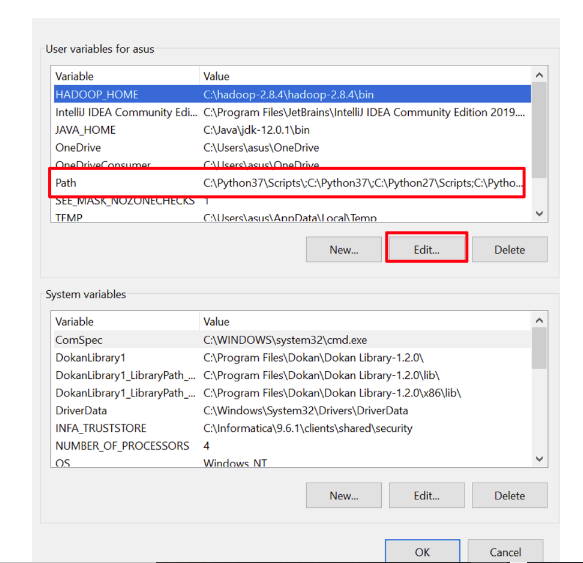 User variables for asus
Variable Value
HADOOP_HOME C:\hadoop-2.8.4\hadoop-2.8.4\bin
IntelliJ IDEA Community Edi... C:\Program Files\JetBrains\IntelliJ IDEA Community Edition 2019....
JAVA_HOME C:\Java\jdk-12.0.1\bin
OneDrive C:\Users\asus\OneDrive
OneDriveConsumer C:\Users\asus\OneDrive
Path C:\Python37\Scripts\;C:\Python37\;C:\Python27\Scripts;C:\Pytho...
SEE_MASK_NOZONECHECKS 1
TEMP C:\Users\asus\AppData\Local\Temp
New... Edit... Delete
System variables
Variable Value
ComSpec C:\WINDOWS\system32\cmd.exe
DokanLibrary1 C:\Program Files\Dokan\Dokan Library-1.2.0\
DokanLibrary1_LibraryPath_... C:\Program Files\Dokan\Dokan Library-1.2.0\lib\
DokanLibrary1_LibraryPath_... C:\Program Files\Dokan\Dokan Library-1.2.0\x86\lib\
DriverData C:\Windows\System32\Drivers\DriverData
INFA_TRUSTSTORE C:\Informatica\9.6.1\clients\shared\security
NUMBER_OF_PROCESSORS 4
OS Windows_NT
New... Edit... Delete
OK Cancel